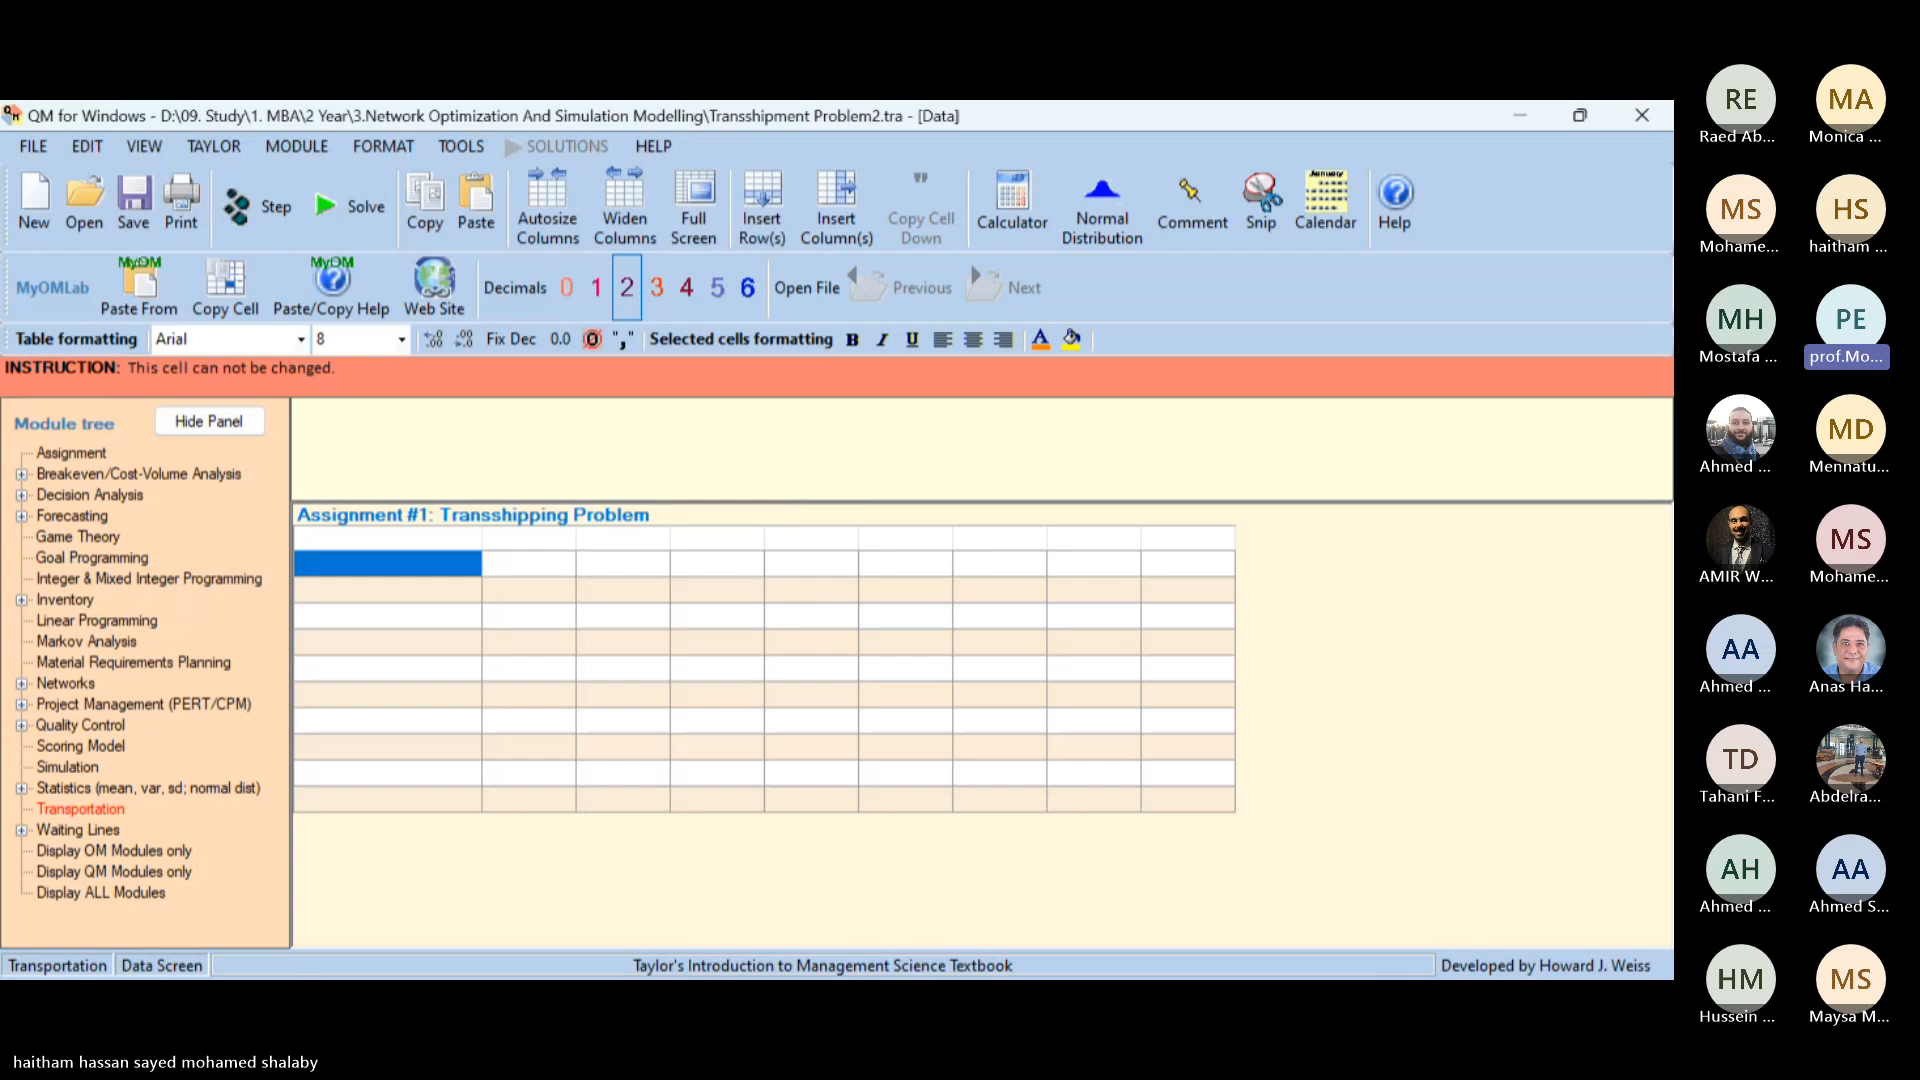 QM for Windows - D:\09. Study\1. MBA\2 Year\3.Network Optimization And Simulation Modelling\Transshipment Problem2.tra - [Data]
FILE EDIT VIEW TAYLOR MODULE FORMAT TOOLS SOLUTIONS HELP
New Open Save Print Step Solve Copy Paste Autosize Columns Widen Columns Full Screen Insert Row(s) Insert Column(s) Copy Cell Down Calculator Normal Distribution Comment Snip January Calendar Help
MyOMLab MyOM Paste From Copy Cell MyOM Paste/Copy Help Web Site Decimals 0 1 2 3 4 5 6 Open File Previous Next
Table formatting Arial 8 Fix Dec 0.0 0 "," Selected cells formatting B I U A
INSTRUCTION: This cell can not be changed.
Module tree Hide Panel
Assignment
Breakeven/Cost-Volume Analysis
Decision Analysis
Forecasting
Game Theory
Goal Programming
Integer & Mixed Integer Programming
Inventory
Linear Programming
Markov Analysis
Material Requirements Planning
Networks
Project Management (PERT/CPM)
Quality Control
Scoring Model
Simulation
Statistics (mean, var, sd; normal dist)
Transportation
Waiting Lines
Display OM Modules only
Display QM Modules only
Display ALL Modules
Assignment #1: Transshipping Problem
Transportation Data Screen Taylor's Introduction to Management Science Textbook Developed by Howard J. Weiss
RE MA
Raed Ab... Monica ...
MS HS
Mohame... haitham ...
MH PE
Mostafa ... prof.Mo...
MD
Ahmed ... Mennatu...
MS
AMIR W... Mohame...
AA
Ahmed ... Anas Ha...
TD
Tahani F... Abdelra...
AH AA
Ahmed ... Ahmed S...
HM MS
Hussein ... Maysa M...
haitham hassan sayed mohamed shalaby